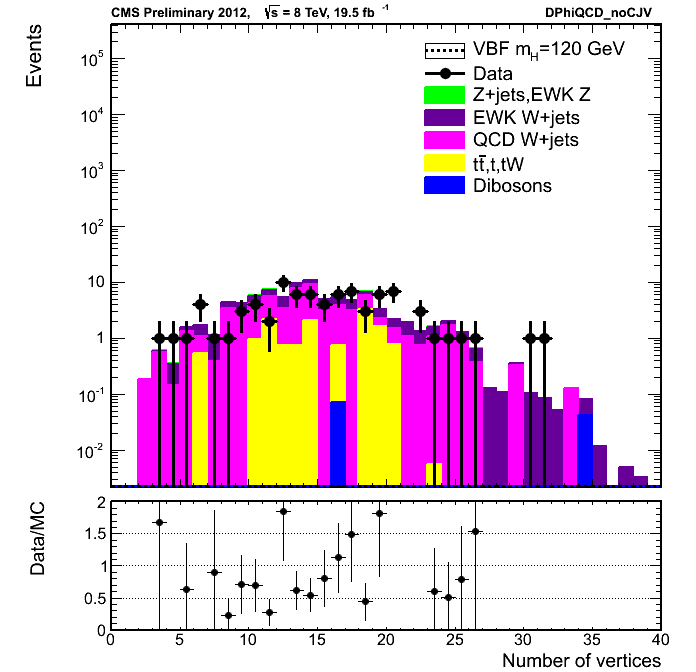 CMS Preliminary 2012, √s = 8 TeV, 19.5 fb⁻¹ DPhiQCD_noCJV
Events
10⁵
10⁴
10³
10²
10
1
10⁻¹
10⁻²
VBF m_H=120 GeV
Data
Z+jets,EWK Z
EWK W+jets
QCD W+jets
tt̅,t,tW
Dibosons
Data/MC
2
1.5
1
0.5
0
0 5 10 15 20 25 30 35 40
Number of vertices